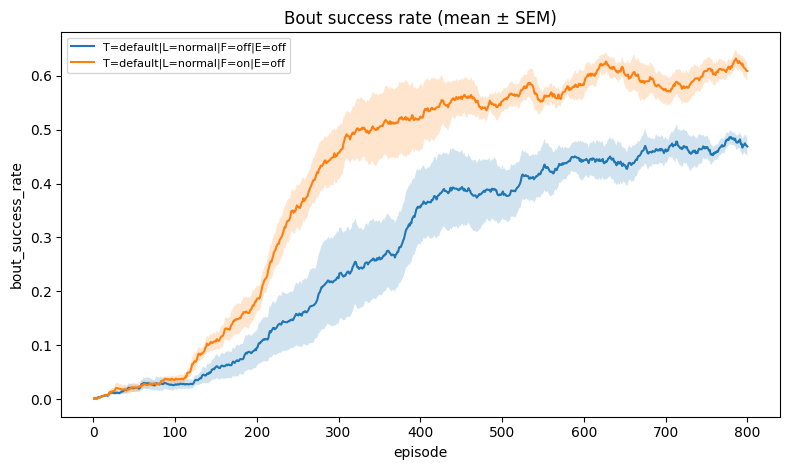 Bout success rate (mean ± SEM)
T=default|L=normal|F=off|E=off
T=default|L=normal|F=on|E=off
bout_success_rate
0.6
0.5
0.4
0.3
0.2
0.1
0.0
0 100 200 300 400 500 600 700 800
episode